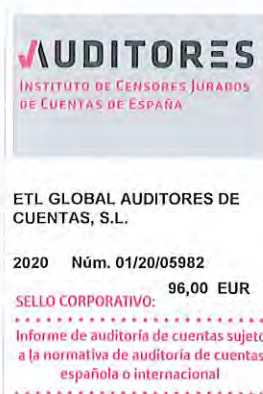 AUDITORES
INSTITUTO DE CENSORES JURADOS
DE CUENTAS DE ESPAÑA
ETL GLOBAL AUDITORES DE
CUENTAS, S.L.
2020 Núm. 01/20/05982
96,00 EUR
SELLO CORPORATIVO:
Informe de auditoría de cuentas sujeto
a la normativa de auditoría de cuentas
española o internacional